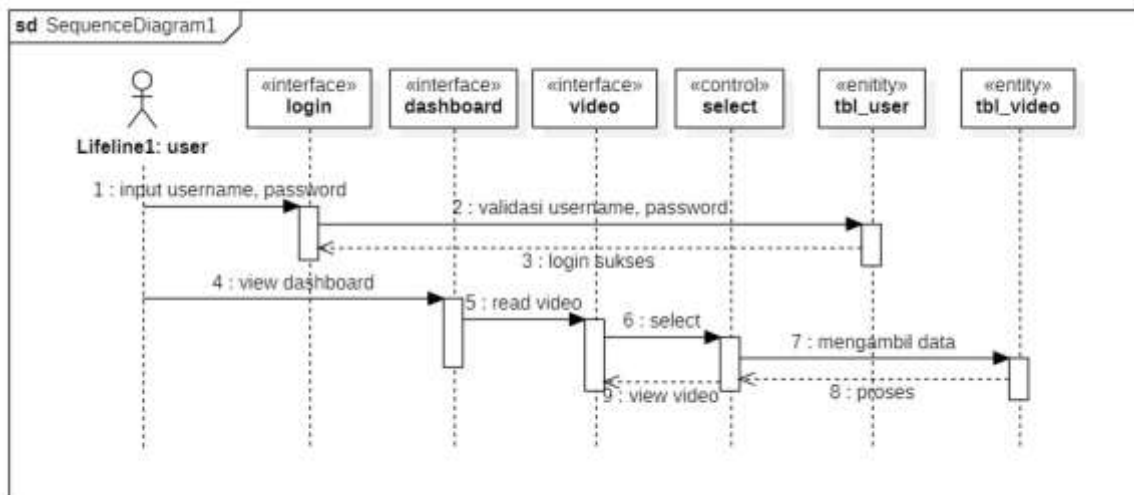 sd SequenceDiagram1
«interface»
login
«interface»
dashboard
«interface»
video
«control»
select
«enitity»
tbl_user
«entity»
tbl_video
Lifeline1: user
1 : input username, password
2 : validasi username, password
3 : login sukses
4 : view dashboard
5 : read video
6 : select
7 : mengambil data
8 : proses
9 : view video